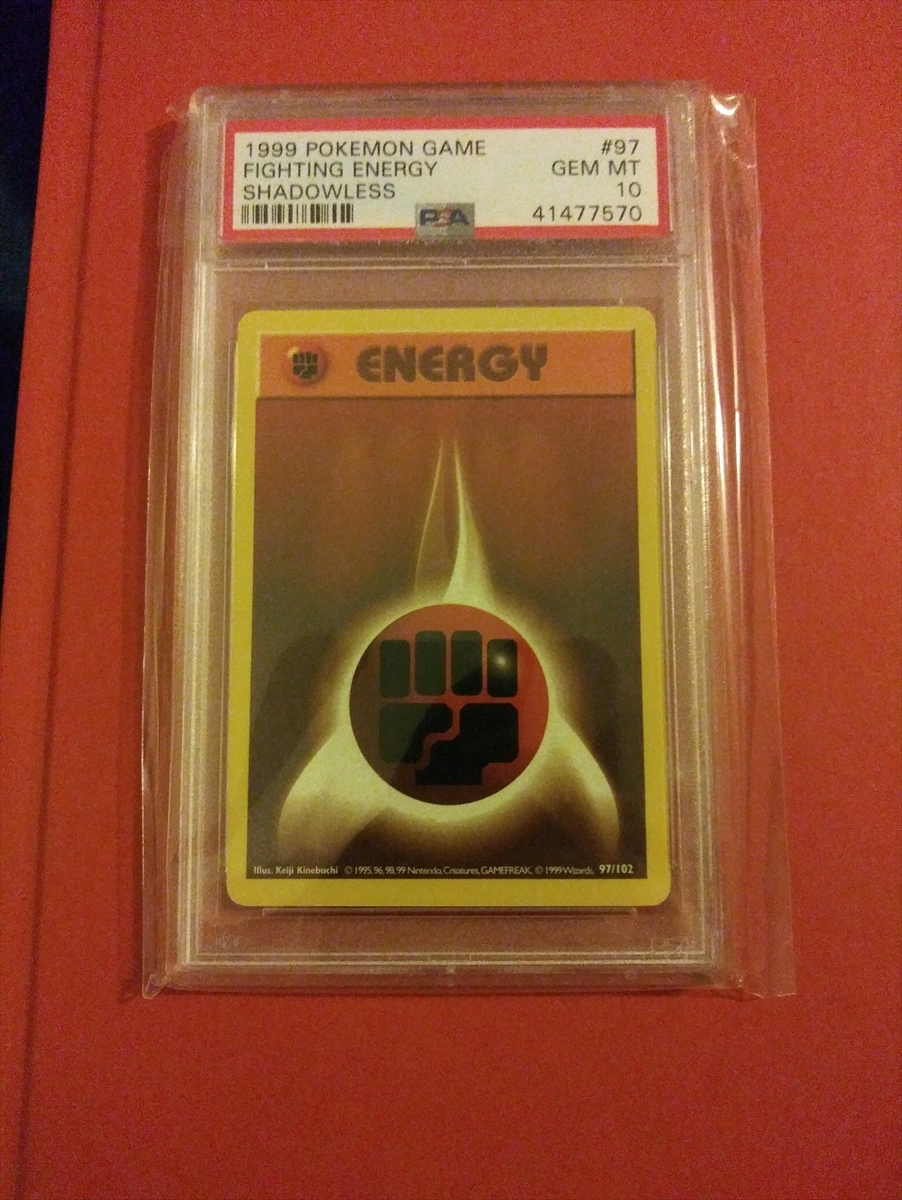 1999 POKEMON GAME #97
FIGHTING ENERGY GEM MT
SHADOWLESS 10
PSA 41477570
ENERGY
Illus. Keiji Kinebuchi © 1995, 96, 98, 99 Nintendo, Creatures, GAMEFREAK. © 1999 Wizards. 97/102